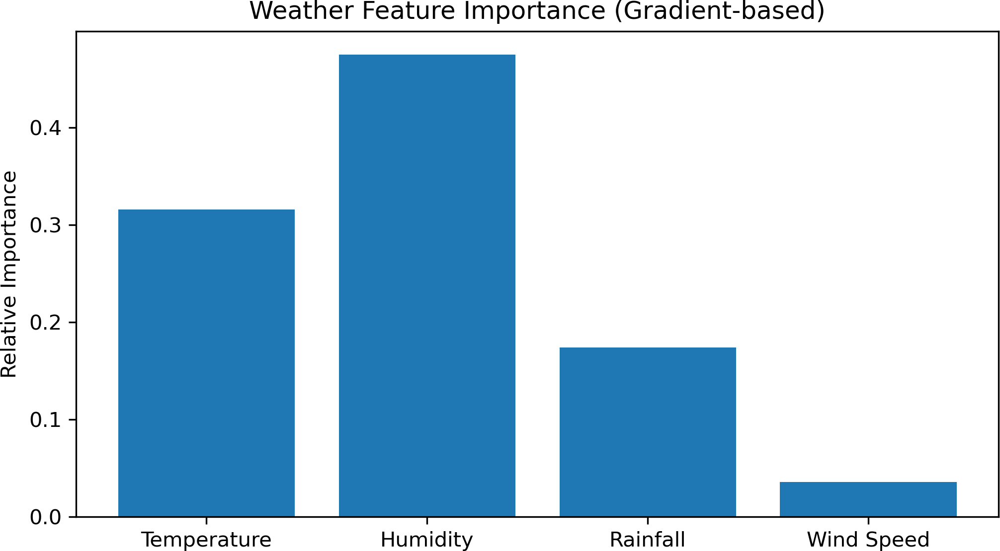 Weather Feature Importance (Gradient-based)
Relative Importance
0.4
0.3
0.2
0.1
0.0
Temperature
Humidity
Rainfall
Wind Speed